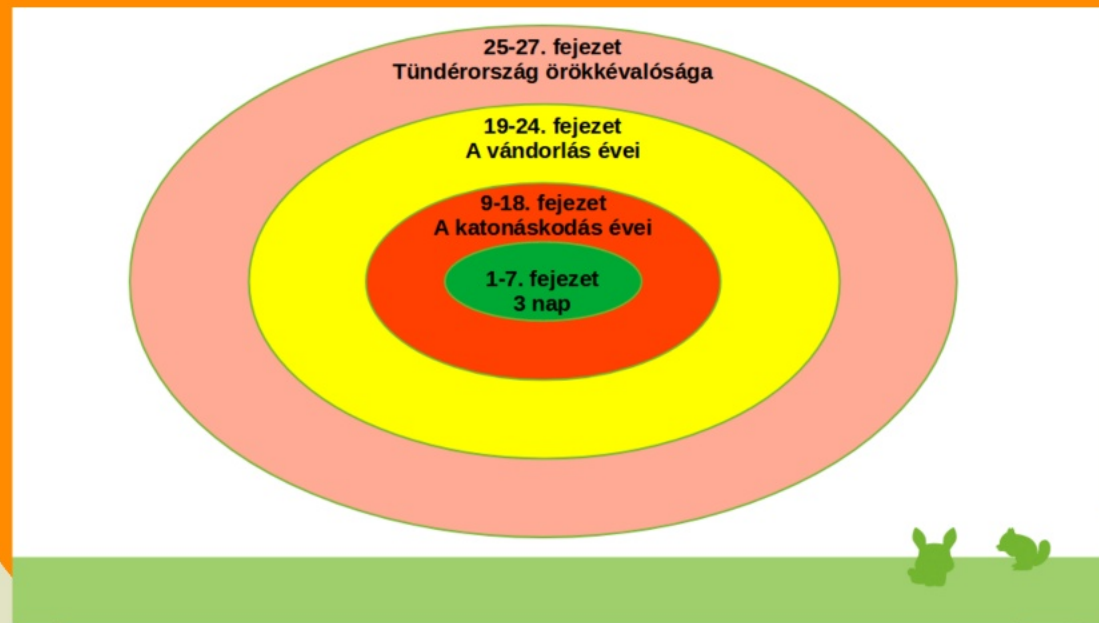 25-27. fejezet
Tündérország örökkévalósága
19-24. fejezet
A vándorlás évei
9-18. fejezet
A katonáskodás évei
1-7. fejezet
3 nap